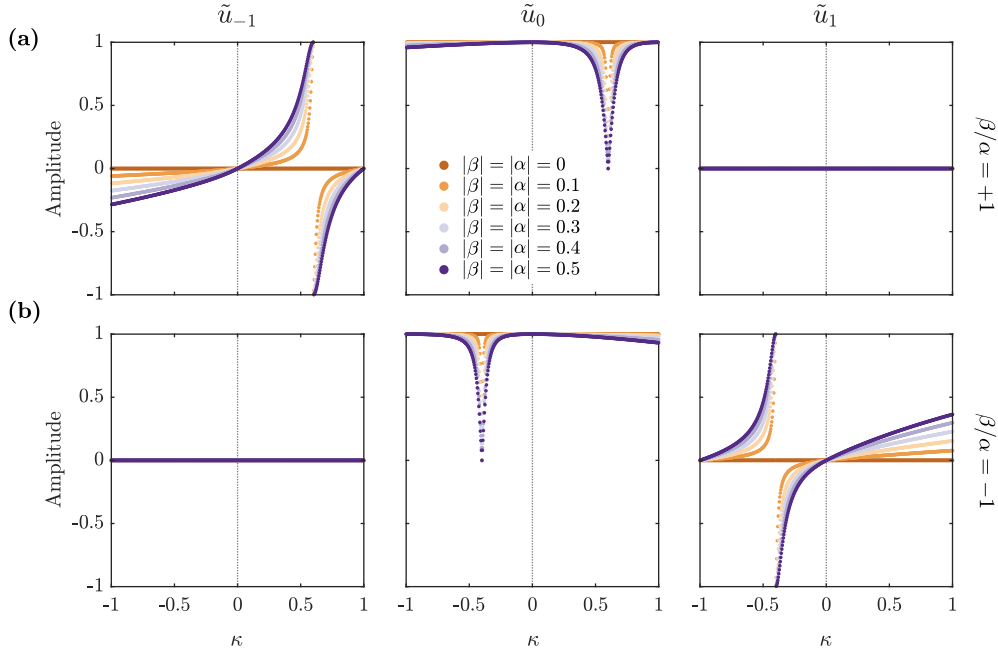 ũ₋₁ ũ₀ ũ₁
(a)
1
0.5
0
-0.5
-1
Amplitude
|β| = |α| = 0
|β| = |α| = 0.1
|β| = |α| = 0.2
|β| = |α| = 0.3
|β| = |α| = 0.4
|β| = |α| = 0.5
β/α = +1
(b)
1
0.5
0
-0.5
-1
Amplitude
β/α = −1
-1 -0.5 0 0.5 1 -1 -0.5 0 0.5 1 -1 -0.5 0 0.5 1
κ κ κ